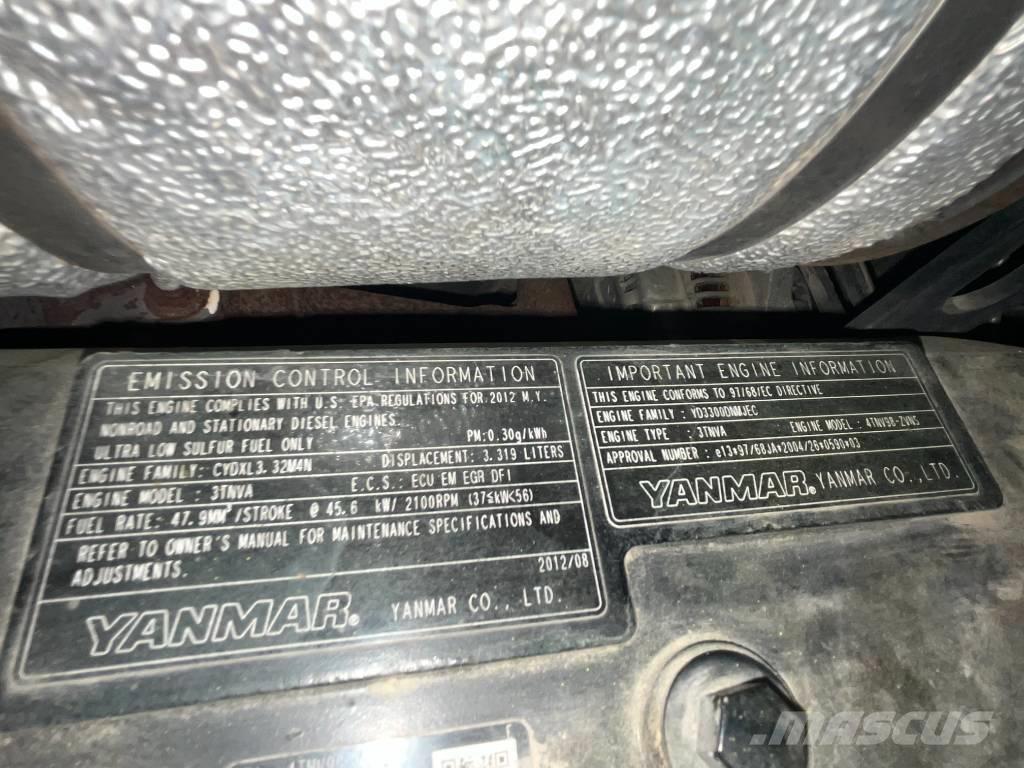 EMISSION CONTROL INFORMATION
THIS ENGINE COMPLIES WITH U.S. EPA REGULATIONS FOR 2012 M.Y.
NONROAD AND STATIONARY DIESEL ENGINES.
ULTRA LOW SULFUR FUEL ONLY PM:0.30g/kWh
ENGINE FAMILY: CYDXL3.32M4N DISPLACEMENT: 3.319 LITERS
ENGINE MODEL : 3TNVA E.C.S.: ECU EM EGR DFI
FUEL RATE: 47.9MM³/STROKE @ 45.6 kW/ 2100RPM (37≤kW<56)
REFER TO OWNER'S MANUAL FOR MAINTENANCE SPECIFICATIONS AND
ADJUSTMENTS.
2012/08
YANMAR® YANMAR CO., LTD.
IMPORTANT ENGINE INFORMATION
THIS ENGINE CONFORMS TO 97/68/EC DIRECTIVE
ENGINE FAMILY : YD3300DNMJEC
ENGINE TYPE : 3TNVA ENGINE MODEL : 4TNV98-ZVNS
APPROVAL NUMBER : e13*97/68JA*2004/26*0590*03
YANMAR® YANMAR CO.,LTD.
MASCUS